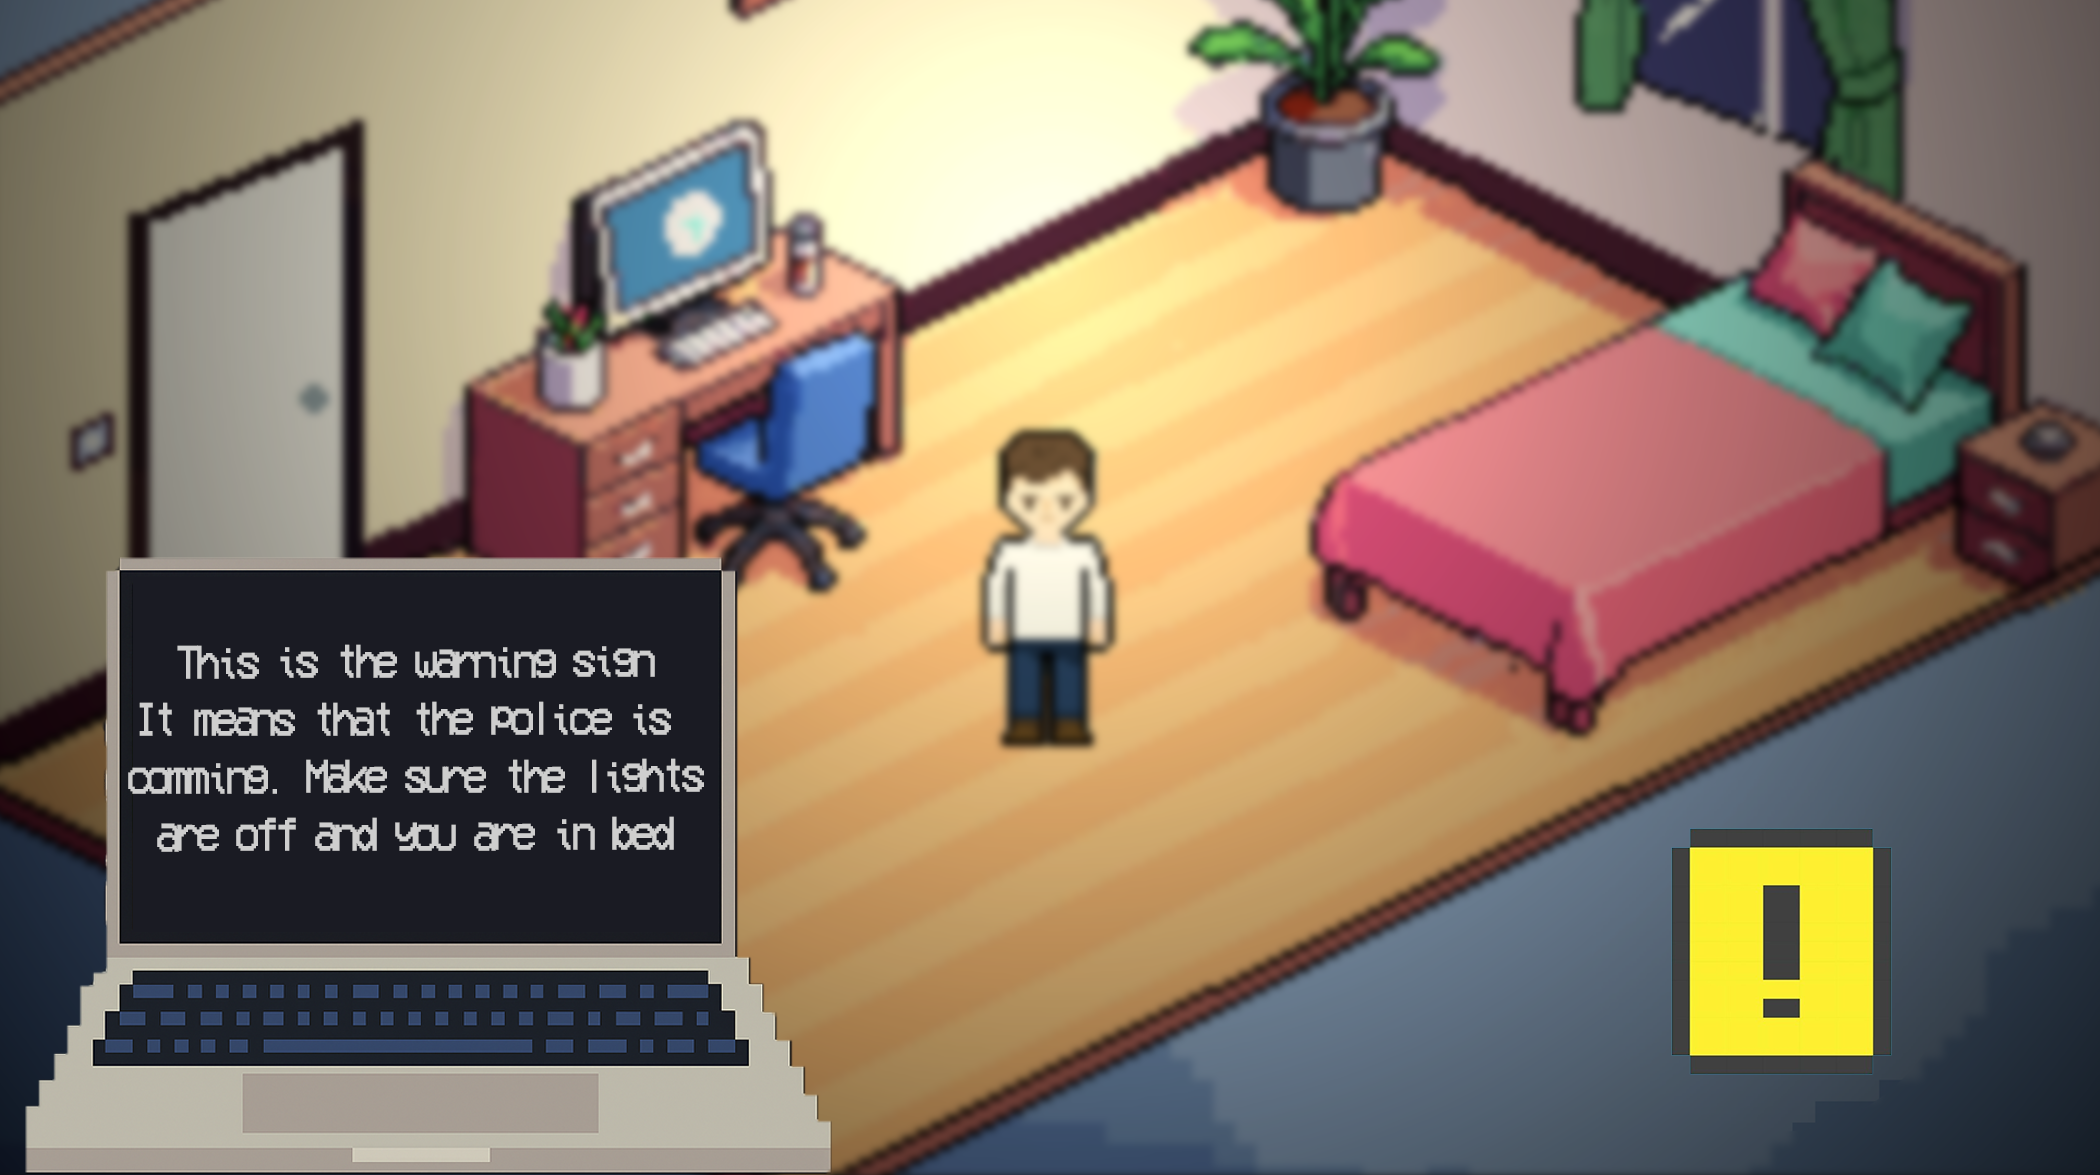 This is the warning sign
It means that the police is
comming. Make sure the lights
are off and you are in bed
!